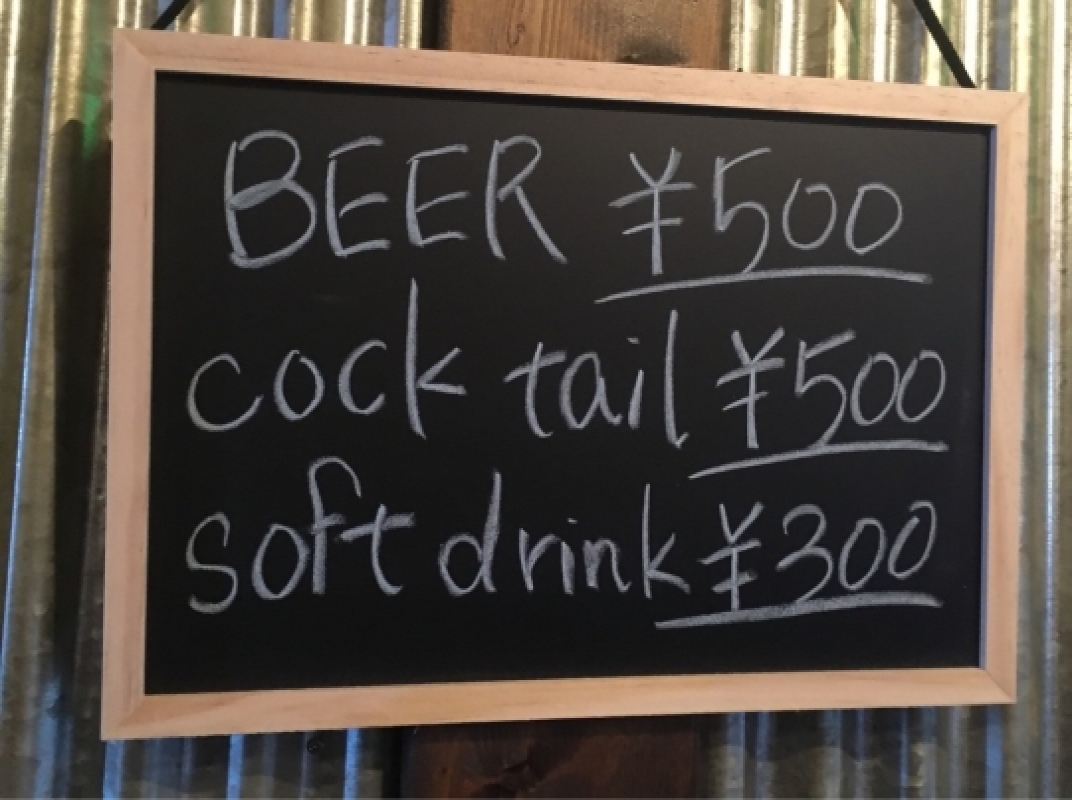 BEER ¥500
cock tail ¥500
soft drink ¥300